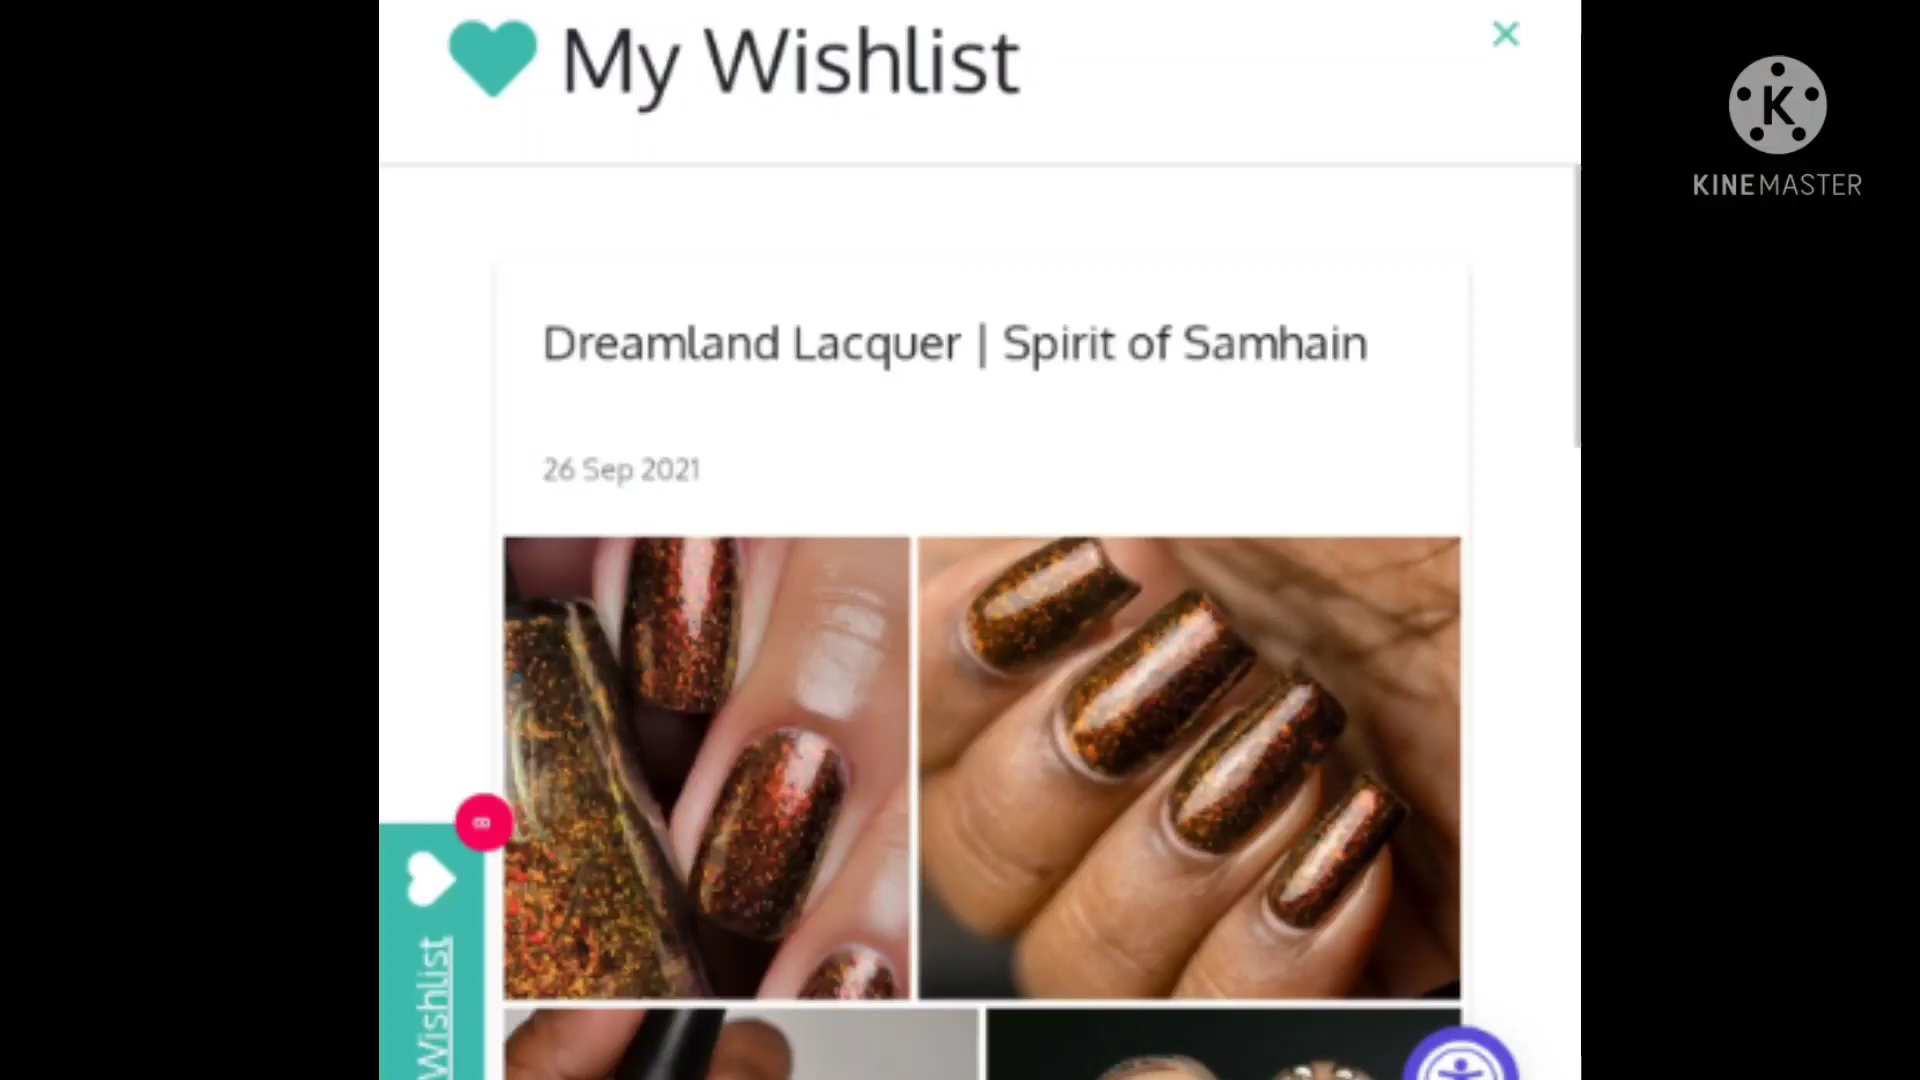 My Wishlist
K
KINEMASTER
Dreamland Lacquer | Spirit of Samhain
26 Sep 2021
Wishlist